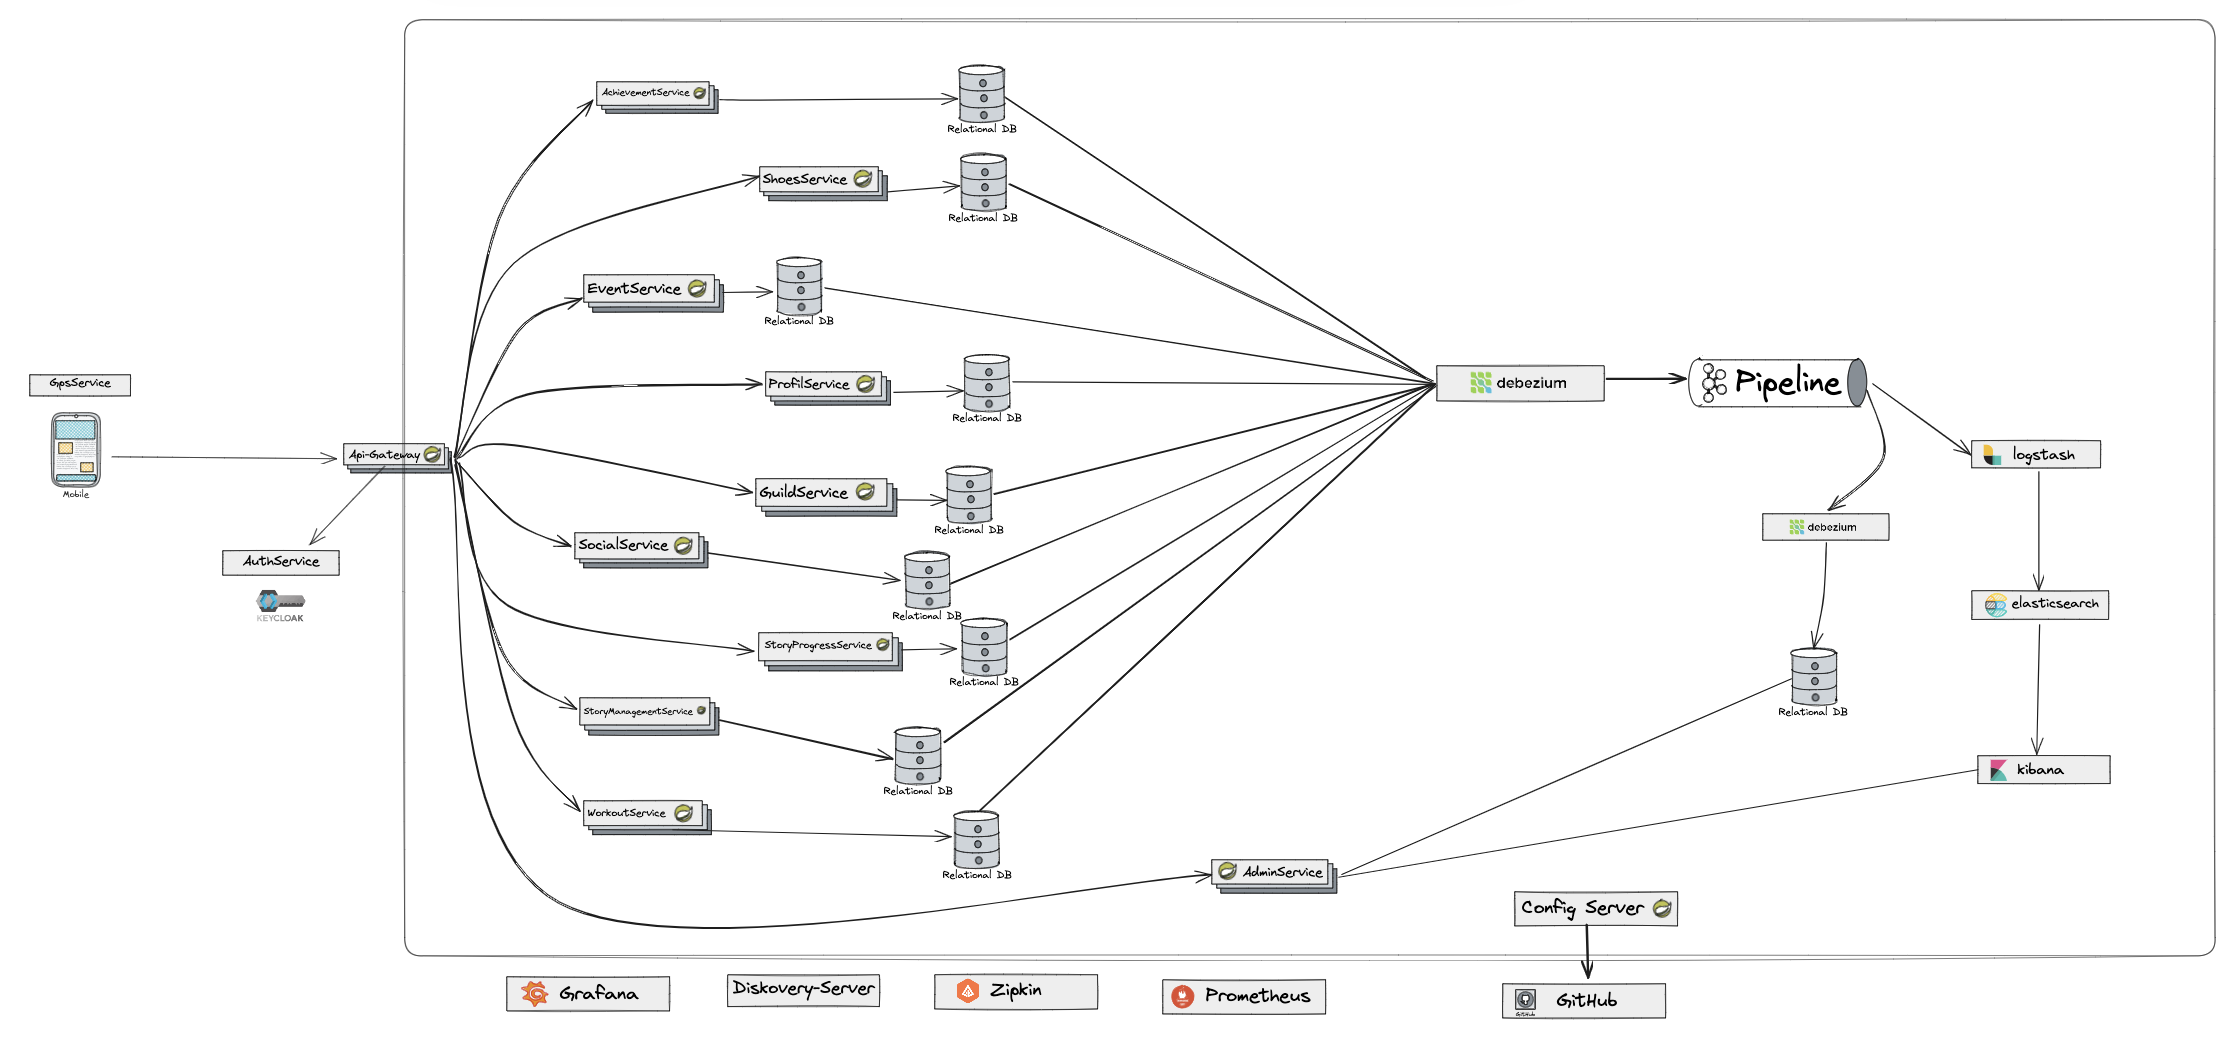 AchievementService
Relational DB
ShoesService
Relational DB
EventService
Relational DB
GpsService
ProfilService
Relational DB
debezium
Pipeline
Mobile
Api-Gateway
logstash
GuildService
Relational DB
debezium
AuthService
KEYCLOAK
SocialService
Relational DB
elasticsearch
StoryProgressService
Relational DB
StoryManagementService
Relational DB
Relational DB
kibana
WorkoutService
Relational DB
AdminService
Config Server
Grafana
Diskovery-Server
Zipkin
Prometheus
GitHub
GitHub